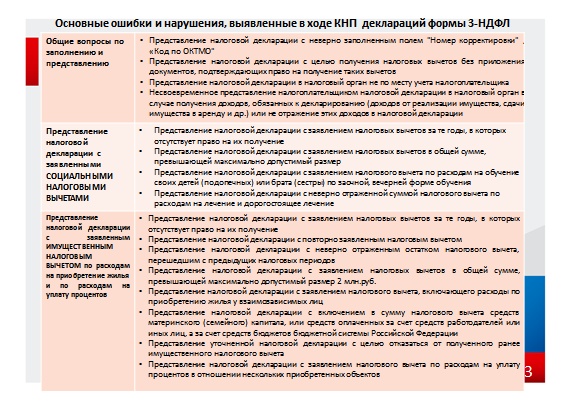 Основные ошибки и нарушения, выявленные в ходе КНП деклараций формы 3-НДФЛ
Общие вопросы по
заполнению и
представлению
• Представление налоговой декларации с неверно заполненным полем "Номер корректировки" ,
«Код по ОКТМО"
• Представление налоговой декларации с целью получения налоговых вычетов без приложения
документов, подтверждающих право на получение таких вычетов
• Представление налоговой декларации в налоговый орган не по месту учета налогоплательщика
• Несвоевременное представление налогоплательщиком налоговой декларации в налоговый орган в
случае получения доходов, обязанных к декларированию (доходов от реализации имущества, сдачи
имущества в аренду и др.) или не отражение этих доходов в налоговой декларации
Представление
налоговой
декларации с
заявленными
СОЦИАЛЬНЫМИ
НАЛОГОВЫМИ
ВЫЧЕТАМИ
• Представление налоговой декларации с заявлением налоговых вычетов за те годы, в которых
отсутствует право на их получение
• Представление налоговой декларации с заявлением налоговых вычетов в общей сумме,
превышающей максимально допустимый размер
• Представление налоговой декларации с заявлением налогового вычета по расходам на обучение
своих детей (подопечных) или брата (сестры) по заочной, вечерней форме обучения
• Представление налоговой декларации с неверно отраженной суммой налогового вычета по
расходам на лечение и дорогостоящее лечение
Представление
налоговой декларации
с заявленным
ИМУЩЕСТВЕННЫМ
НАЛОГОВЫМ
ВЫЧЕТОМ по расходам
на приобретение жилья
и по расходам на
уплату процентов
• Представление налоговой декларации с заявлением налоговых вычетов за те годы, в которых
отсутствует право на их получение
• Представление налоговой декларации с повторно заявленным налоговым вычетом
• Представление налоговой декларации с неверно отраженным остатком налогового вычета,
перешедшим с предыдущих налоговых периодов
• Представление налоговой декларации с заявлением налоговых вычетов в общей сумме,
превышающей максимально допустимый размер 2 млн.руб.
• Представление налоговой декларации с заявлением налогового вычета, включающего расходы по
приобретению жилья у взаимозависимых лиц
• Представление налоговой декларации с включением в сумму налогового вычета средств
материнского (семейного) капитала, или средств оплаченных за счет средств работодателей или
иных лиц, а за счет средств бюджетов бюджетной системы Российской Федерации
• Представление уточненной налоговой декларации с целью отказаться от полученного ранее
имущественного налогового вычета
• Представление налоговой декларации с заявлением налогового вычета по расходам на уплату
процентов в отношении нескольких приобретенных объектов
3